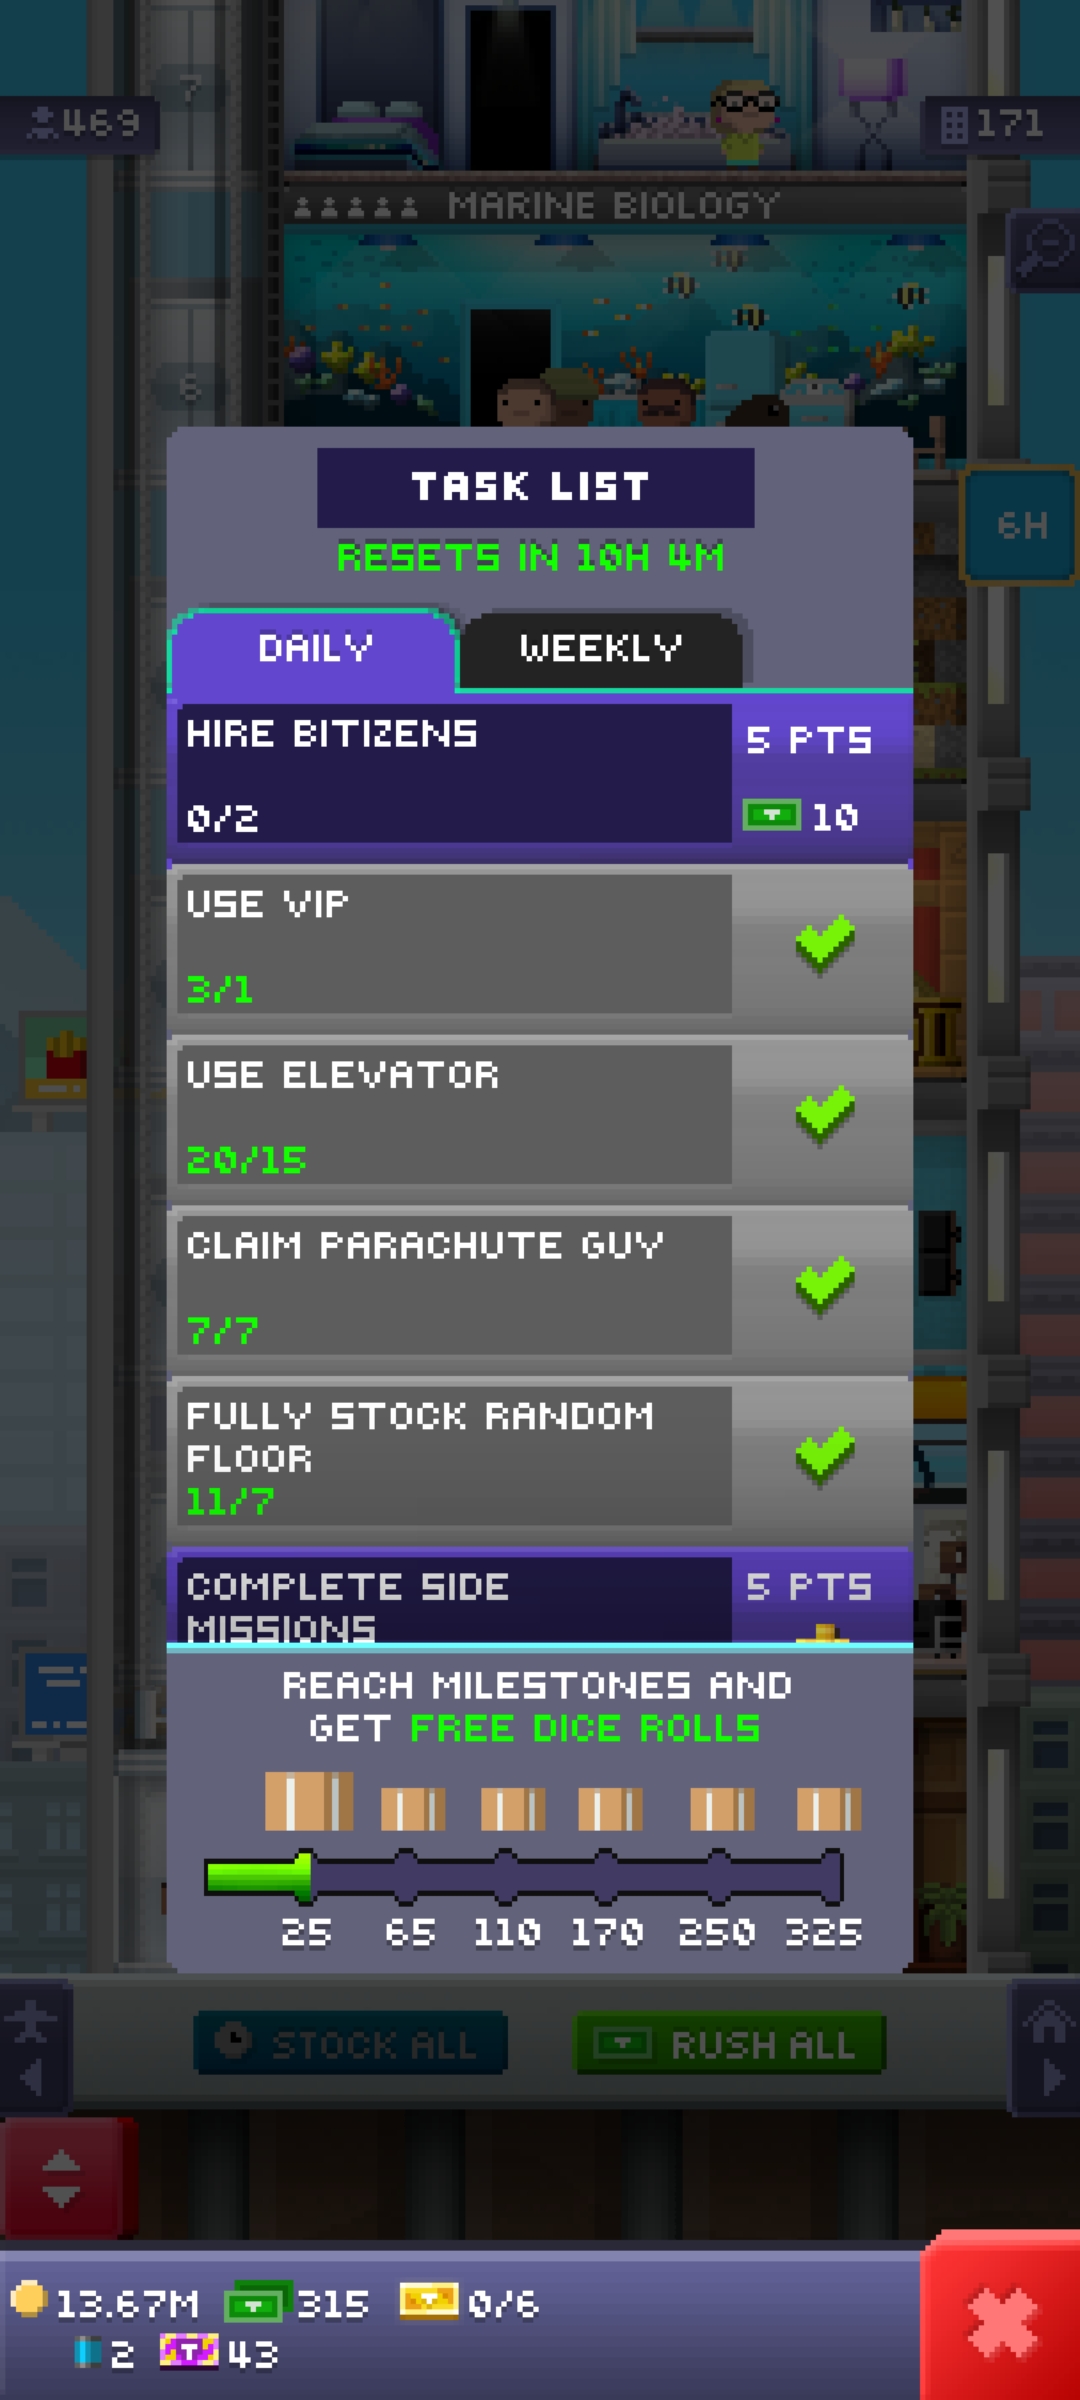 7
469
171
MARINE BIOLOGY
6
TASK LIST
RESETS IN 10H 4M
6H
DAILY
WEEKLY
HIRE BITIZENS
5 PTS
0/2
10
USE VIP
3/1
USE ELEVATOR
20/15
CLAIM PARACHUTE GUY
7/7
FULLY STOCK RANDOM
FLOOR
11/7
COMPLETE SIDE
5 PTS
MISSIONS
REACH MILESTONES AND
GET FREE DICE ROLLS
25 65 110 170 250 325
STOCK ALL
RUSH ALL
13.67M 315 0/6
2 43